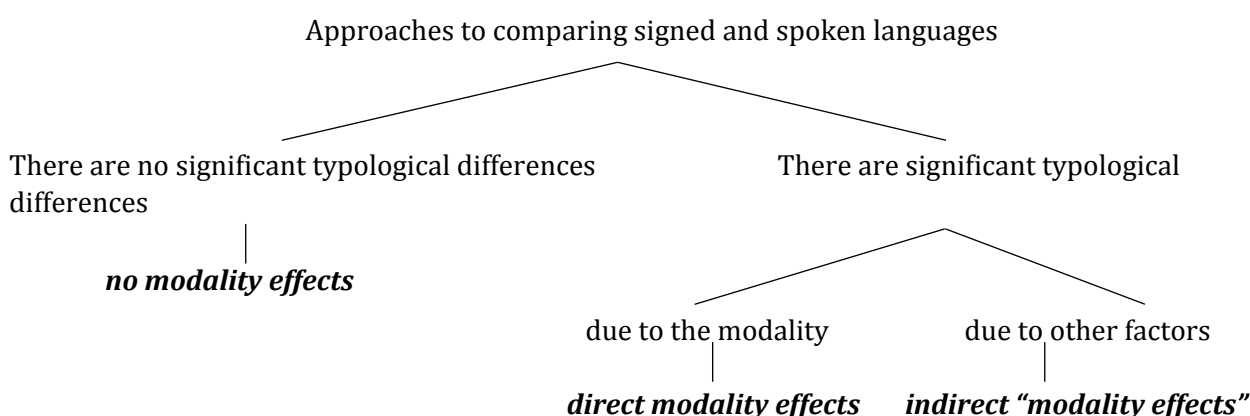 Approaches to comparing signed and spoken languages
There are no significant typological differences There are significant typological
differences
no modality effects
due to the modality due to other factors
direct modality effects indirect “modality effects”